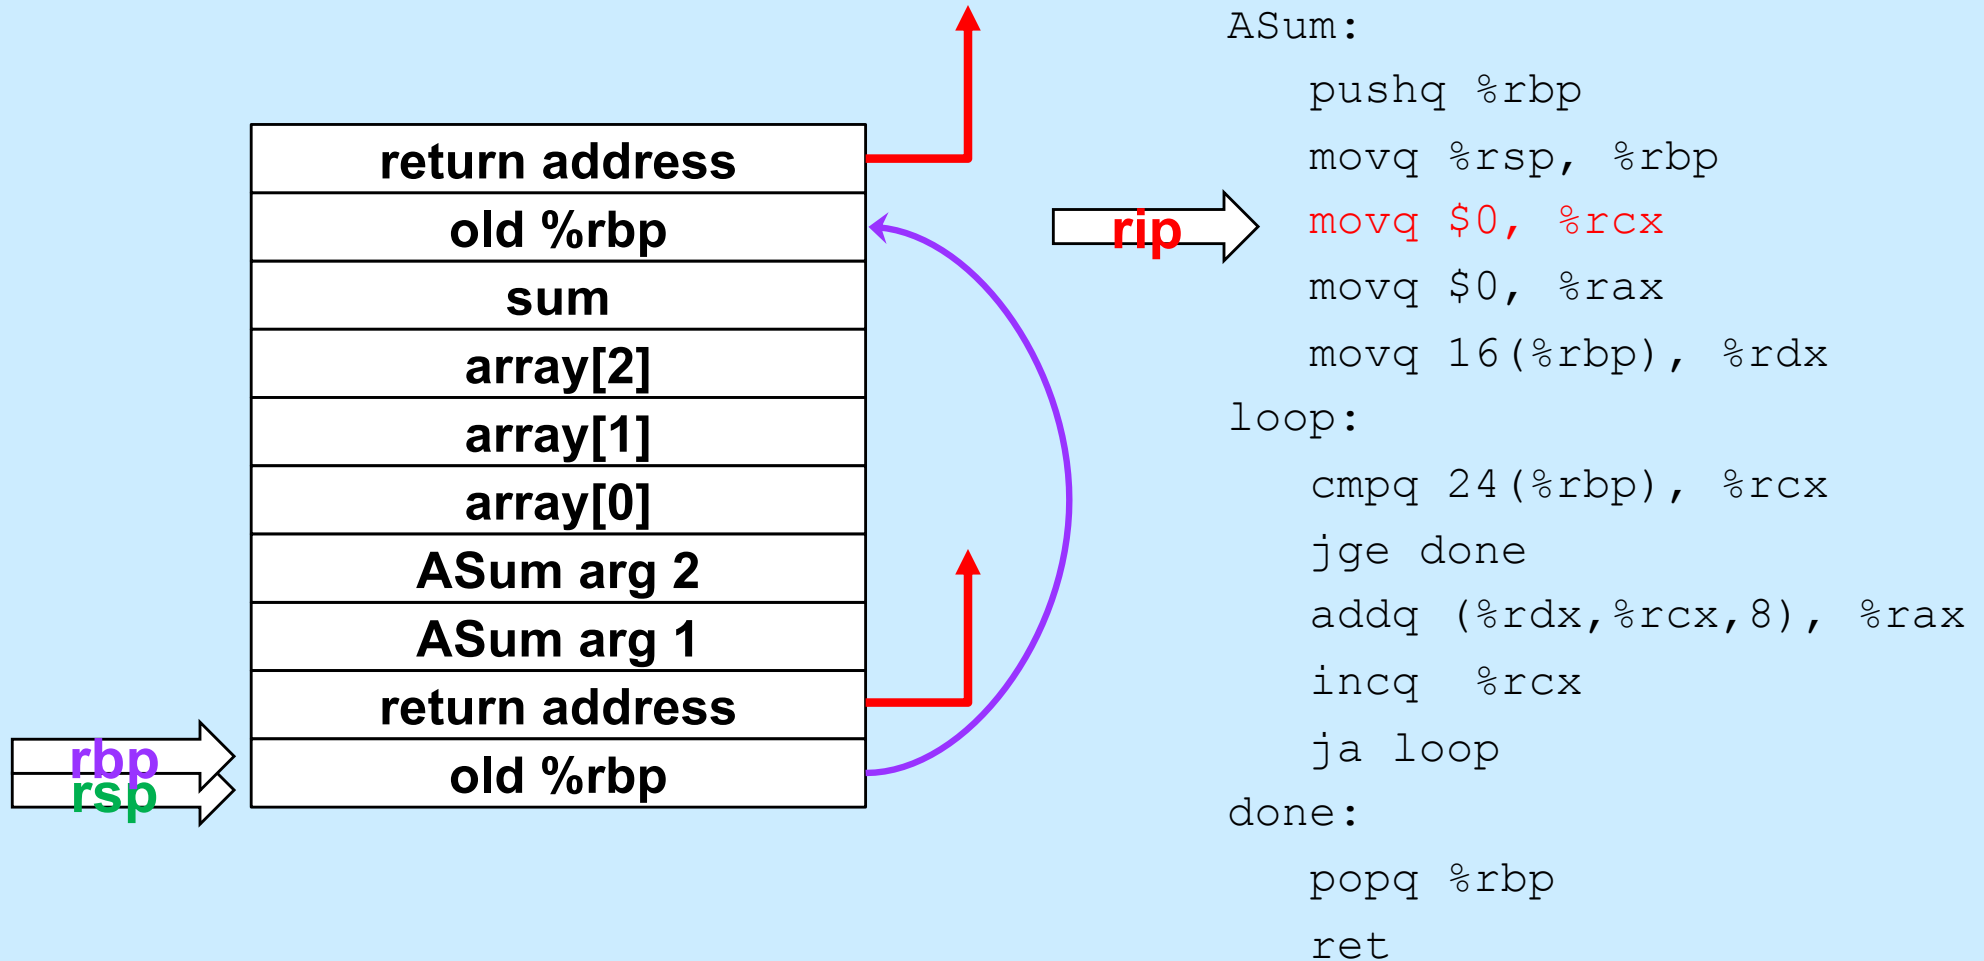 return address
old %rbp
sum
array[2]
array[1]
array[0]
ASum arg 2
ASum arg 1
return address
old %rbp
rbp
rsp
rip
ASum:
pushq %rbp
movq %rsp, %rbp
movq $0, %rcx
movq $0, %rax
movq 16(%rbp), %rdx
loop:
cmpq 24(%rbp), %rcx
jge done
addq (%rdx,%rcx,8), %rax
incq %rcx
ja loop
done:
popq %rbp
ret